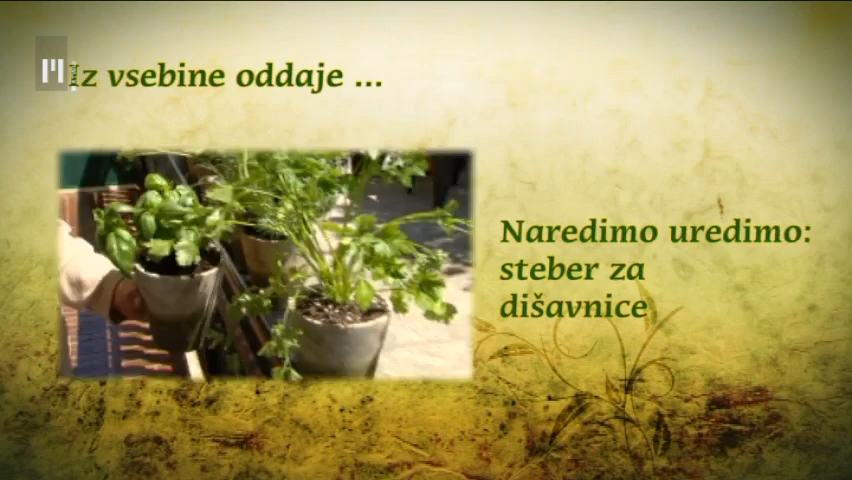 Iz vsebine oddaje ...
Naredimo uredimo:
steber za
dišavnice